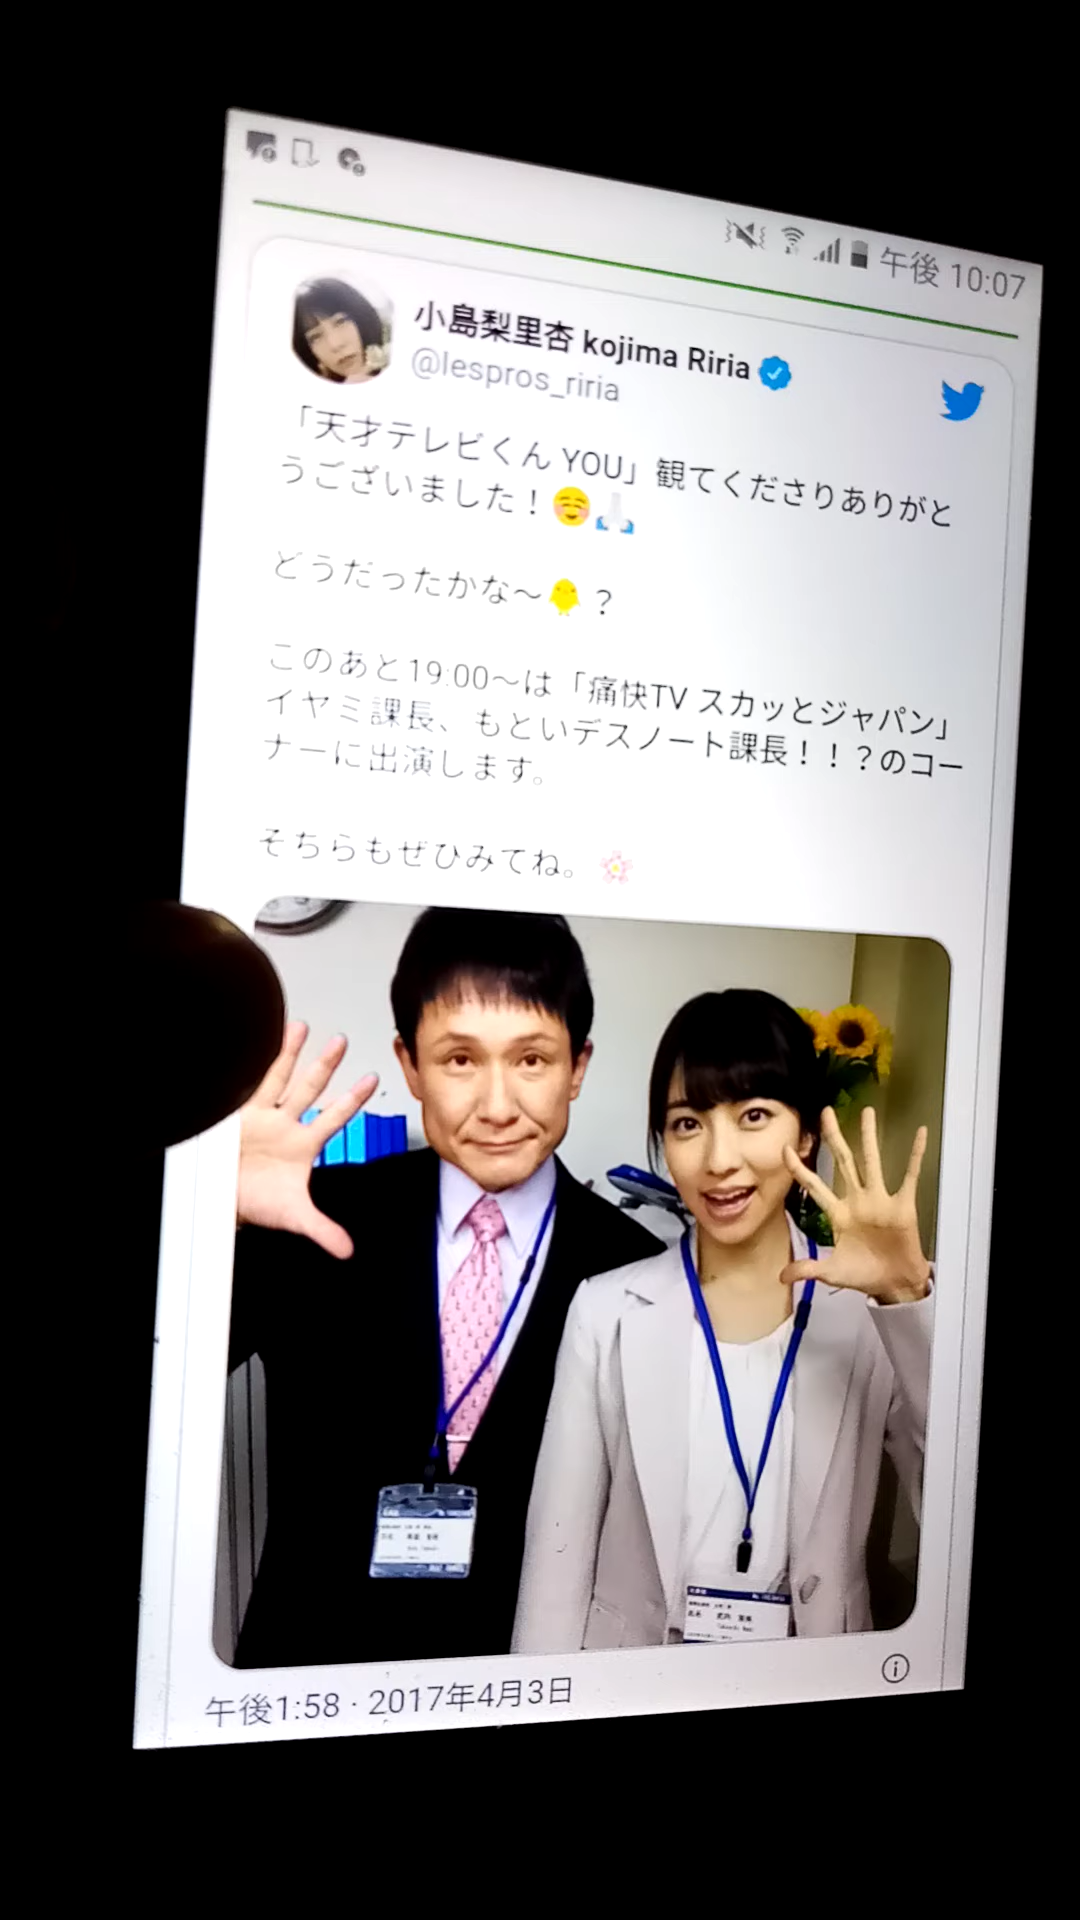 午後 10:07
小島梨里杏 kojima Riria
@lespros_riria
「天才テレビくん YOU」観てくださりありがと
うございました！☺️🙏
どうだったかな〜🐥？
このあと19:00〜は「痛快TV スカッとジャパン」
イヤミ課長、もといデスノート課長！！？のコー
ナーに出演します。
そちらもぜひみてね。🌸
午後1:58 · 2017年4月3日